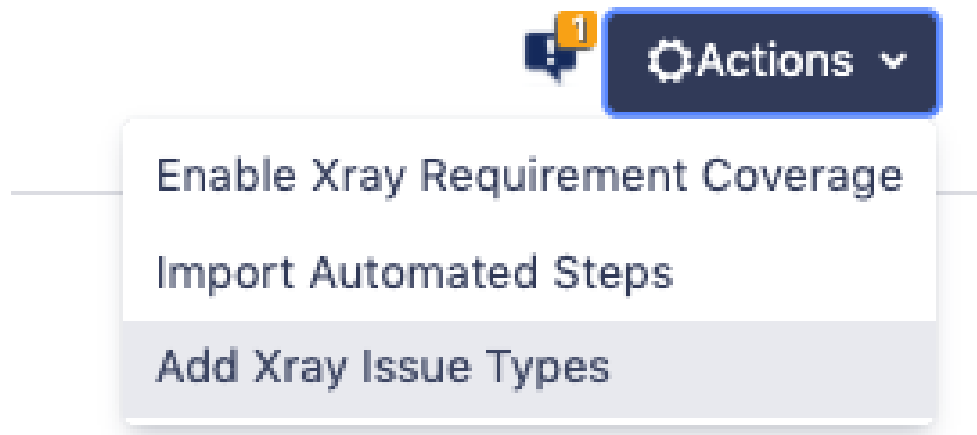 1
Actions
Enable Xray Requirement Coverage
Import Automated Steps
Add Xray Issue Types